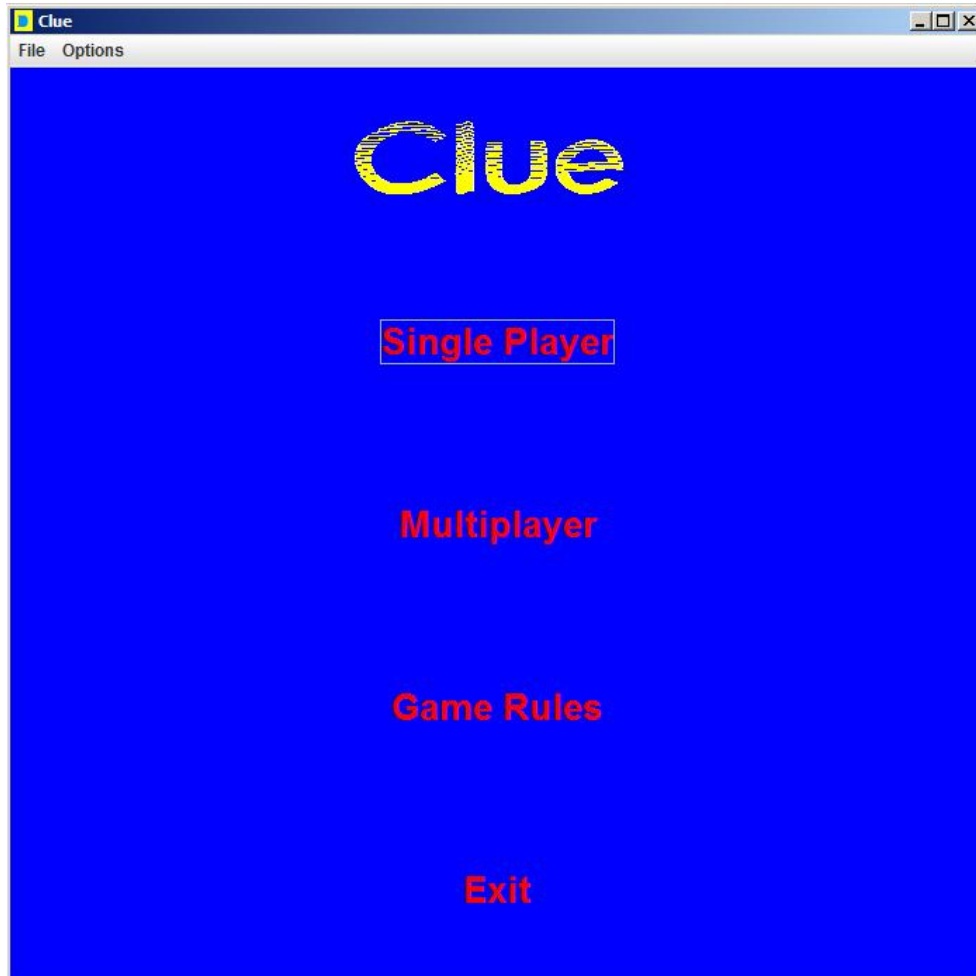 Clue
File Options
Clue
Single Player
Multiplayer
Game Rules
Exit